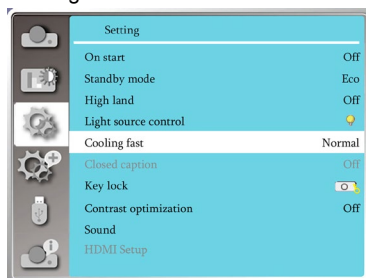 Setting
On start Off
Standby mode Eco
High land Off
Light source control
Cooling fast Normal
Closed caption Off
Key lock
Contrast optimization Off
Sound
HDMI Setup